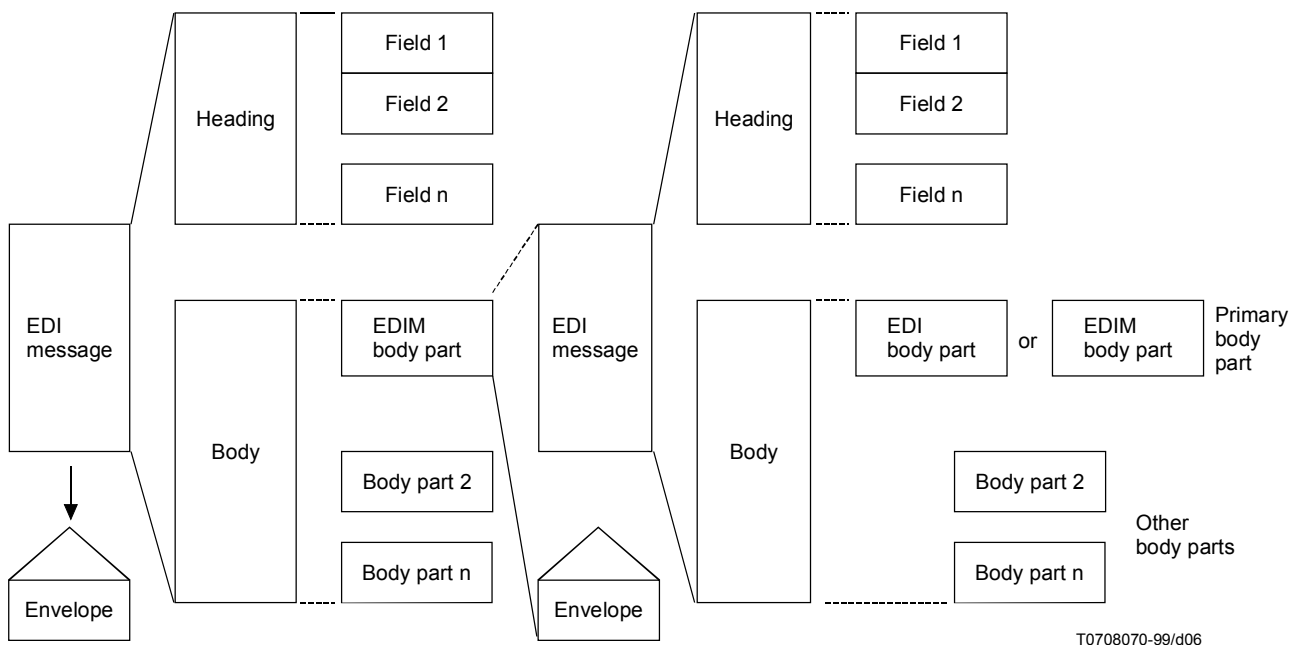 Field 1
Field 2
Heading
Field n
EDI
message
EDIM
body part
Body
Body part 2
Body part n
Envelope
Field 1
Field 2
Heading
Field n
EDI
message
EDI
body part
or
EDIM
body part
Primary
body
part
Body
Body part 2
Other
body parts
Body part n
Envelope
T0708070-99/d06